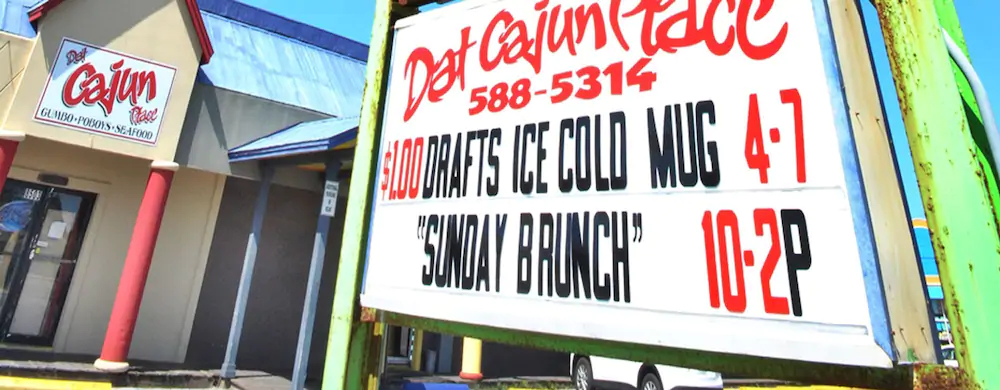 Dat
Cajun
Place
GUMBO • POBOYS • SEAFOOD
8503
Dat Cajun Place
588-5314
$1.00 DRAFTS ICE COLD MUG 4-7
"SUNDAY BRUNCH" 10-2P